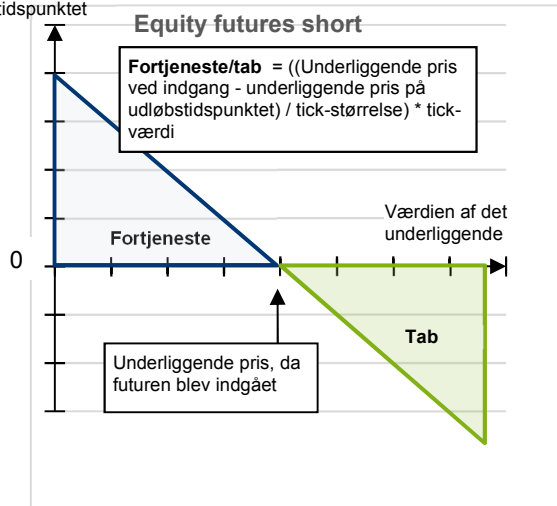 tidspunktet
Equity futures short
Fortjeneste/tab = ((Underliggende pris
ved indgang - underliggende pris på
udløbstidspunktet) / tick-størrelse) * tick-
værdi
Værdien af det
underliggende
Fortjeneste
0
Tab
Underliggende pris, da
futuren blev indgået